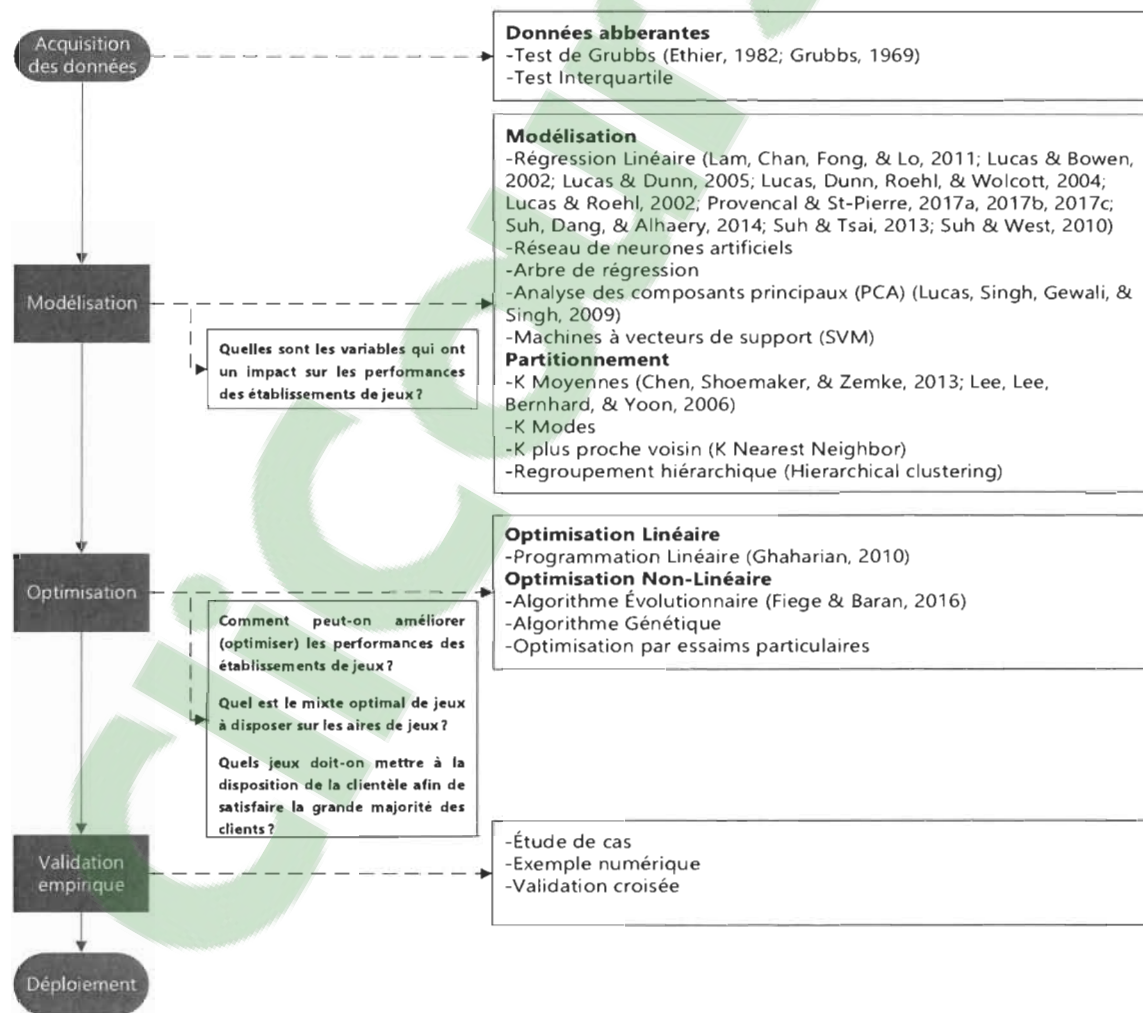 Acquisition
des données
Données abberantes
-Test de Grubbs (Ethier, 1982; Grubbs, 1969)
-Test Interquartile
Modélisation
Modélisation
-Régression Linéaire (Lam, Chan, Fong, & Lo, 2011; Lucas & Bowen,
2002; Lucas & Dunn, 2005; Lucas, Dunn, Roehl, & Wolcott, 2004;
Lucas & Roehl, 2002; Provencal & St-Pierre, 2017a, 2017b, 2017c;
Suh, Dang, & Alhaery, 2014; Suh & Tsai, 2013; Suh & West, 2010)
-Réseau de neurones artificiels
-Arbre de régression
-Analyse des composants principaux (PCA) (Lucas, Singh, Gewali, &
Singh, 2009)
-Machines à vecteurs de support (SVM)
Partitionnement
-K Moyennes (Chen, Shoemaker, & Zemke, 2013; Lee, Lee,
Bernhard, & Yoon, 2006)
-K Modes
-K plus proche voisin (K Nearest Neighbor)
-Regroupement hiérarchique (Hierarchical clustering)
Quelles sont les variables qui ont
un impact sur les performances
des établissements de jeux ?
Optimisation
Optimisation Linéaire
-Programmation Linéaire (Ghaharian, 2010)
Optimisation Non-Linéaire
-Algorithme Évolutionnaire (Fiege & Baran, 2016)
-Algorithme Génétique
-Optimisation par essaims particulaires
Comment peut-on améliorer
(optimiser) les performances des
établissements de jeux ?
Quel est le mixte optimal de jeux
à disposer sur les aires de jeux ?
Quels jeux doit-on mettre à la
disposition de la clientèle afin de
satisfaire la grande majorité des
clients ?
Validation
empirique
-Étude de cas
-Exemple numérique
-Validation croisée
Déploiement